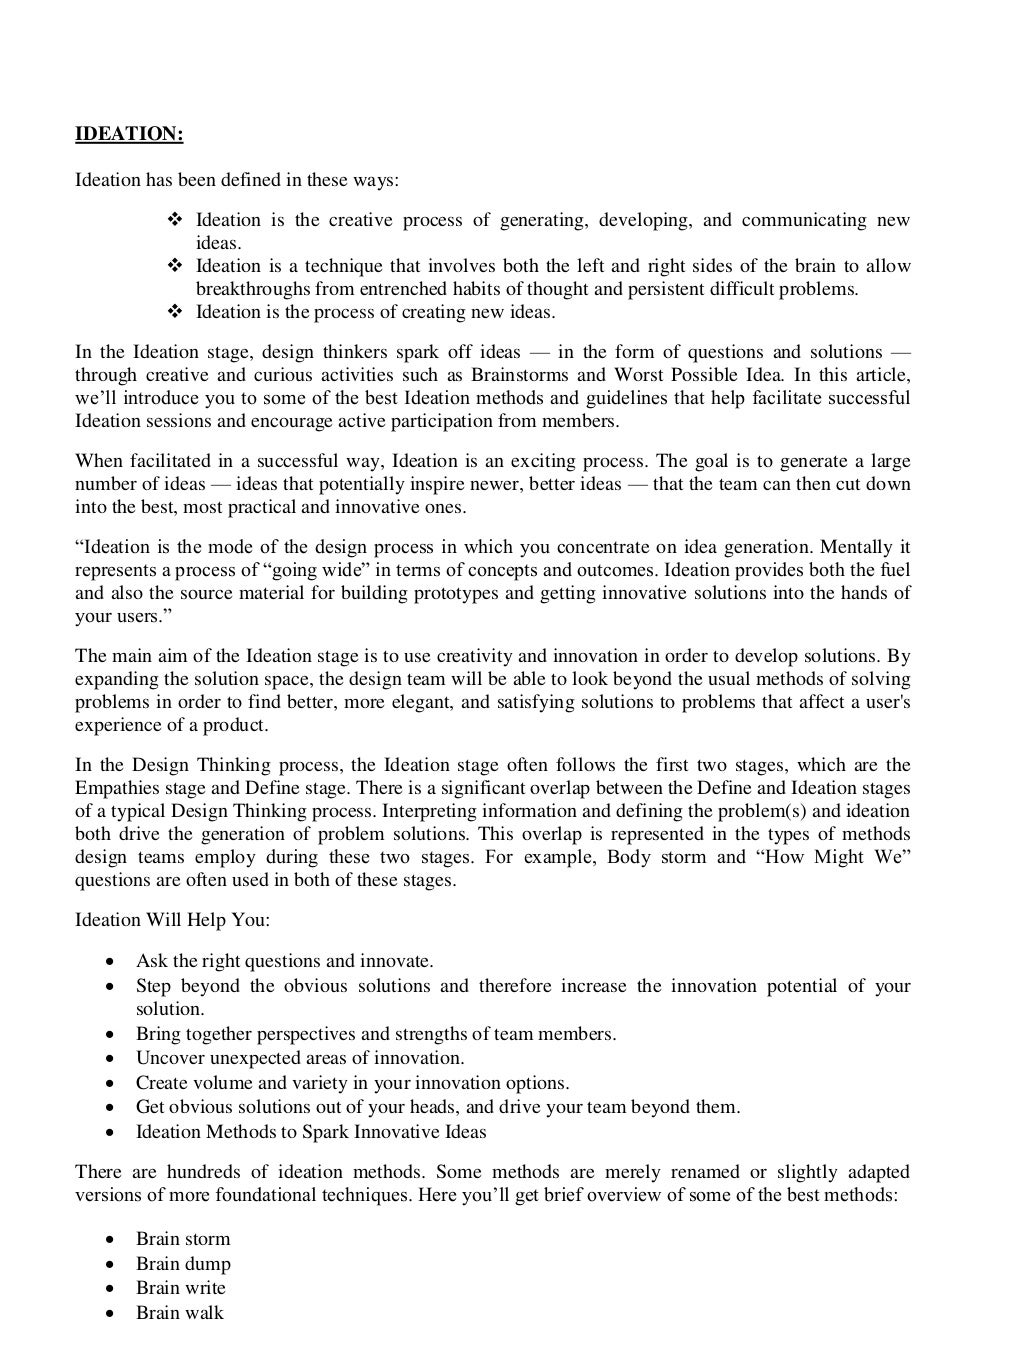 IDEATION:
Ideation has been defined in these ways:
❖ Ideation is the creative process of generating, developing, and communicating new
ideas.
❖ Ideation is a technique that involves both the left and right sides of the brain to allow
breakthroughs from entrenched habits of thought and persistent difficult problems.
❖ Ideation is the process of creating new ideas.
In the Ideation stage, design thinkers spark off ideas — in the form of questions and solutions —
through creative and curious activities such as Brainstorms and Worst Possible Idea. In this article,
we’ll introduce you to some of the best Ideation methods and guidelines that help facilitate successful
Ideation sessions and encourage active participation from members.
When facilitated in a successful way, Ideation is an exciting process. The goal is to generate a large
number of ideas — ideas that potentially inspire newer, better ideas — that the team can then cut down
into the best, most practical and innovative ones.
“Ideation is the mode of the design process in which you concentrate on idea generation. Mentally it
represents a process of “going wide” in terms of concepts and outcomes. Ideation provides both the fuel
and also the source material for building prototypes and getting innovative solutions into the hands of
your users.”
The main aim of the Ideation stage is to use creativity and innovation in order to develop solutions. By
expanding the solution space, the design team will be able to look beyond the usual methods of solving
problems in order to find better, more elegant, and satisfying solutions to problems that affect a user's
experience of a product.
In the Design Thinking process, the Ideation stage often follows the first two stages, which are the
Empathies stage and Define stage. There is a significant overlap between the Define and Ideation stages
of a typical Design Thinking process. Interpreting information and defining the problem(s) and ideation
both drive the generation of problem solutions. This overlap is represented in the types of methods
design teams employ during these two stages. For example, Body storm and “How Might We”
questions are often used in both of these stages.
Ideation Will Help You:
• Ask the right questions and innovate.
• Step beyond the obvious solutions and therefore increase the innovation potential of your
solution.
• Bring together perspectives and strengths of team members.
• Uncover unexpected areas of innovation.
• Create volume and variety in your innovation options.
• Get obvious solutions out of your heads, and drive your team beyond them.
• Ideation Methods to Spark Innovative Ideas
There are hundreds of ideation methods. Some methods are merely renamed or slightly adapted
versions of more foundational techniques. Here you’ll get brief overview of some of the best methods:
• Brain storm
• Brain dump
• Brain write
• Brain walk